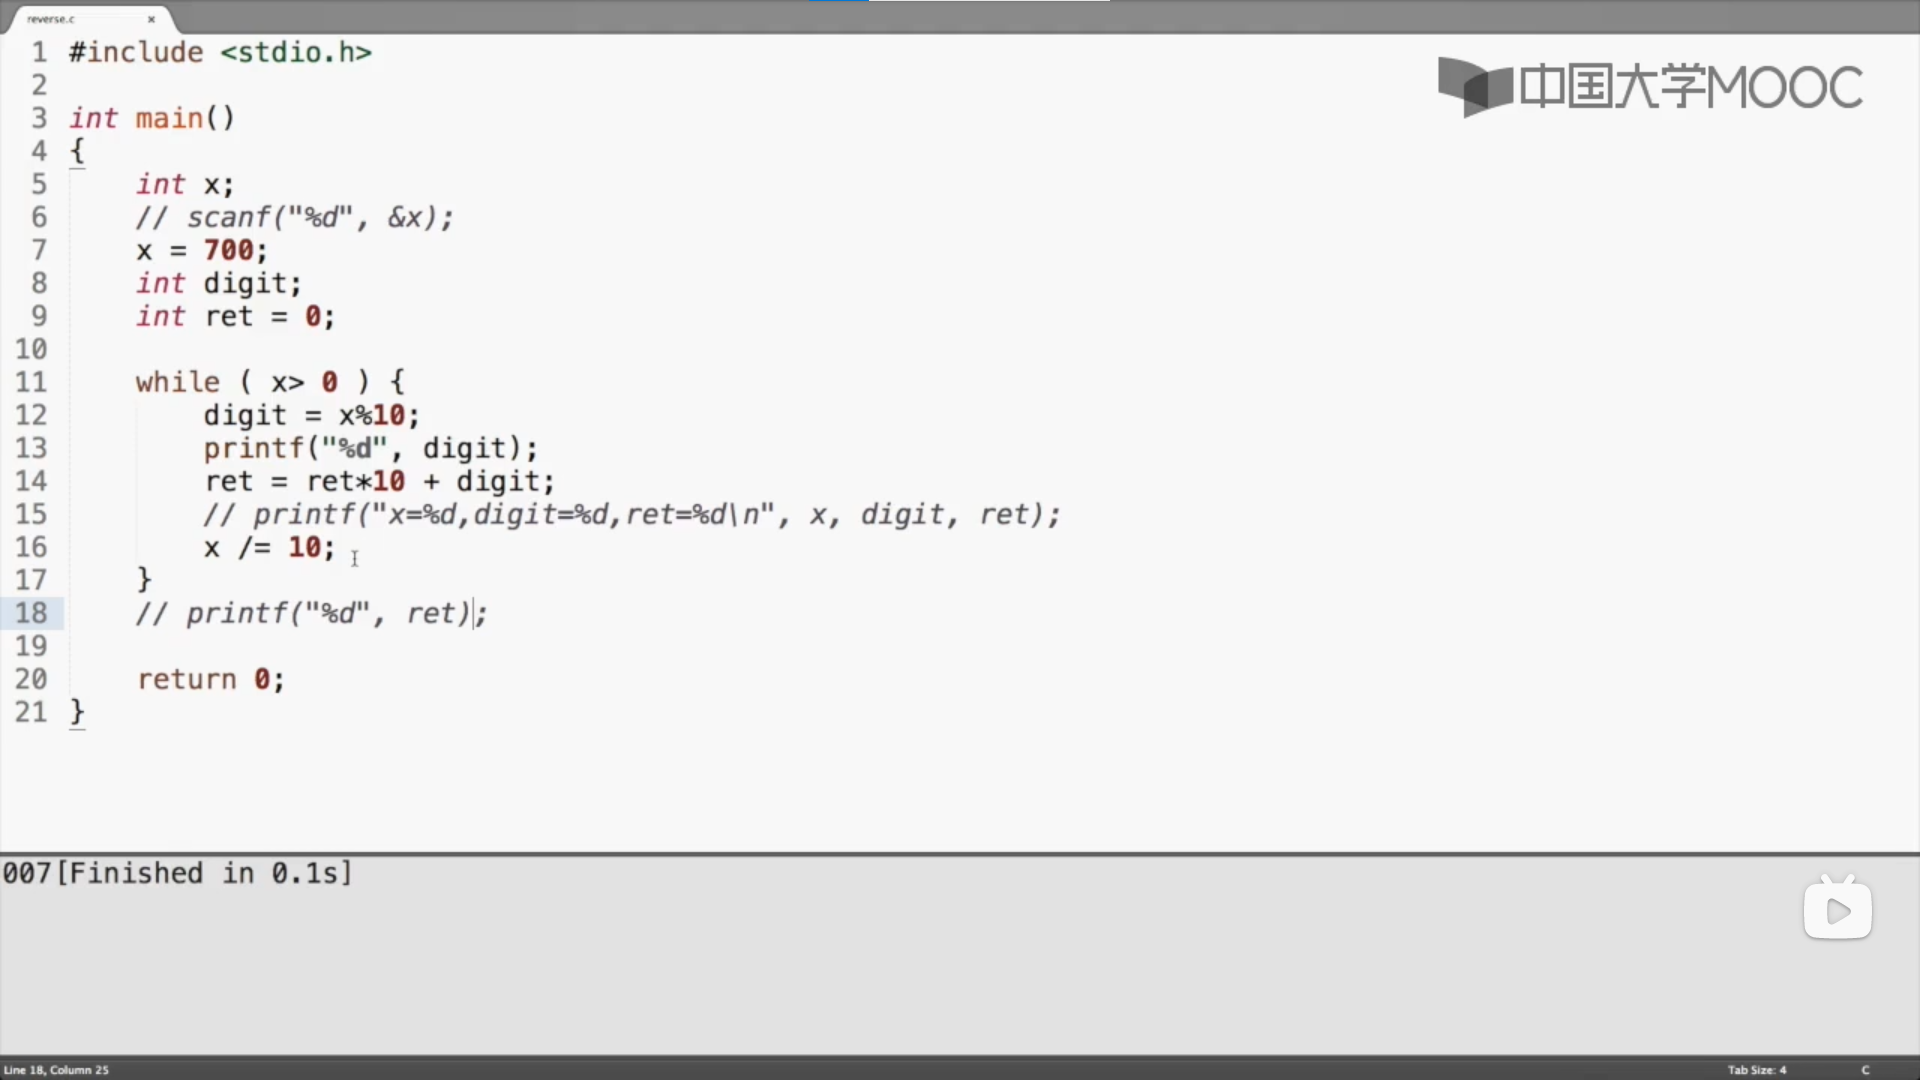 reverse.c ×
1 #include <stdio.h>
2
3 int main()
4 {
5 int x;
6 // scanf("%d", &x);
7 x = 700;
8 int digit;
9 int ret = 0;
10
11 while ( x> 0 ) {
12 digit = x%10;
13 printf("%d", digit);
14 ret = ret*10 + digit;
15 // printf("x=%d,digit=%d,ret=%d\n", x, digit, ret);
16 x /= 10;
17 }
18 // printf("%d", ret);
19
20 return 0;
21 }
中国大学MOOC
007[Finished in 0.1s]
Line 18, Column 25
Tab Size: 4
C